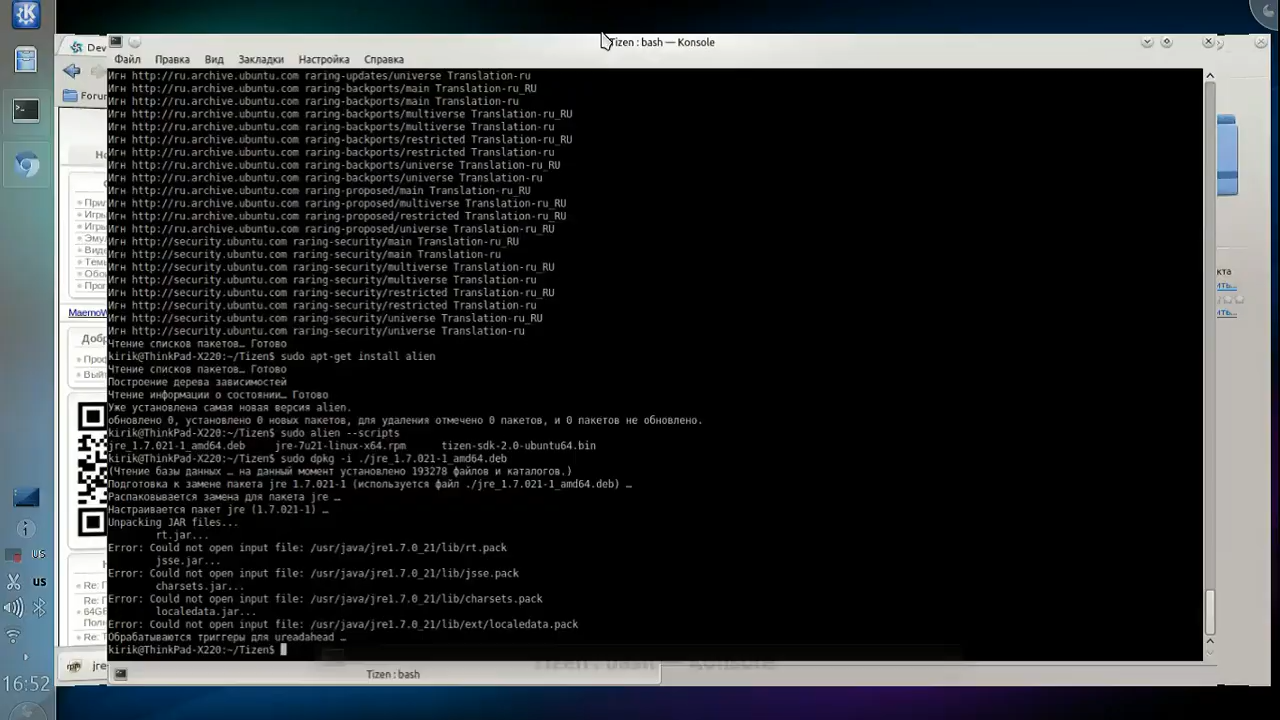 Dev
Tizen : bash — Konsole
Файл Правка Вид Закладки Настройка Справка
Forum
Игн http://ru.archive.ubuntu.com raring-updates/universe Translation-ru
Игн http://ru.archive.ubuntu.com raring-backports/main Translation-ru_RU
Игн http://ru.archive.ubuntu.com raring-backports/main Translation-ru
Игн http://ru.archive.ubuntu.com raring-backports/multiverse Translation-ru_RU
Игн http://ru.archive.ubuntu.com raring-backports/multiverse Translation-ru
Игн http://ru.archive.ubuntu.com raring-backports/restricted Translation-ru_RU
Игн http://ru.archive.ubuntu.com raring-backports/restricted Translation-ru
Игн http://ru.archive.ubuntu.com raring-backports/universe Translation-ru_RU
Игн http://ru.archive.ubuntu.com raring-backports/universe Translation-ru
Игн http://ru.archive.ubuntu.com raring-proposed/main Translation-ru_RU
Игн http://ru.archive.ubuntu.com raring-proposed/multiverse Translation-ru_RU
Игн http://ru.archive.ubuntu.com raring-proposed/restricted Translation-ru_RU
Игн http://ru.archive.ubuntu.com raring-proposed/universe Translation-ru_RU
Игн http://security.ubuntu.com raring-security/main Translation-ru_RU
Игн http://security.ubuntu.com raring-security/main Translation-ru
Игн http://security.ubuntu.com raring-security/multiverse Translation-ru_RU
Игн http://security.ubuntu.com raring-security/multiverse Translation-ru
Игн http://security.ubuntu.com raring-security/restricted Translation-ru_RU
Игн http://security.ubuntu.com raring-security/restricted Translation-ru
Игн http://security.ubuntu.com raring-security/universe Translation-ru_RU
Игн http://security.ubuntu.com raring-security/universe Translation-ru
Чтение списков пакетов… Готово
kirik@ThinkPad-X220:~/Tizen$ sudo apt-get install alien
Чтение списков пакетов… Готово
Построение дерева зависимостей
Чтение информации о состоянии… Готово
Уже установлена самая новая версия alien.
обновлено 0, установлено 0 новых пакетов, для удаления отмечено 0 пакетов, и 0 пакетов не обновлено.
kirik@ThinkPad-X220:~/Tizen$ sudo alien --scripts
jre_1.7.021-1_amd64.deb jre-7u21-linux-x64.rpm tizen-sdk-2.0-ubuntu64.bin
kirik@ThinkPad-X220:~/Tizen$ sudo dpkg -i ./jre_1.7.021-1_amd64.deb
(Чтение базы данных … на данный момент установлено 193278 файлов и каталогов.)
Подготовка к замене пакета jre 1.7.021-1 (используется файл ./jre_1.7.021-1_amd64.deb) …
Распаковывается замена для пакета jre …
Настраивается пакет jre (1.7.021-1) …
Unpacking JAR files...
rt.jar...
Error: Could not open input file: /usr/java/jre1.7.0_21/lib/rt.pack
jsse.jar...
Error: Could not open input file: /usr/java/jre1.7.0_21/lib/jsse.pack
charsets.jar...
Error: Could not open input file: /usr/java/jre1.7.0_21/lib/charsets.pack
localedata.jar...
Error: Could not open input file: /usr/java/jre1.7.0_21/lib/ext/localedata.pack
Обрабатываются триггеры для ureadahead …
kirik@ThinkPad-X220:~/Tizen$
Tizen : bash
MaemoW
Re:
64GE
Re:
jre
us
us
16:52